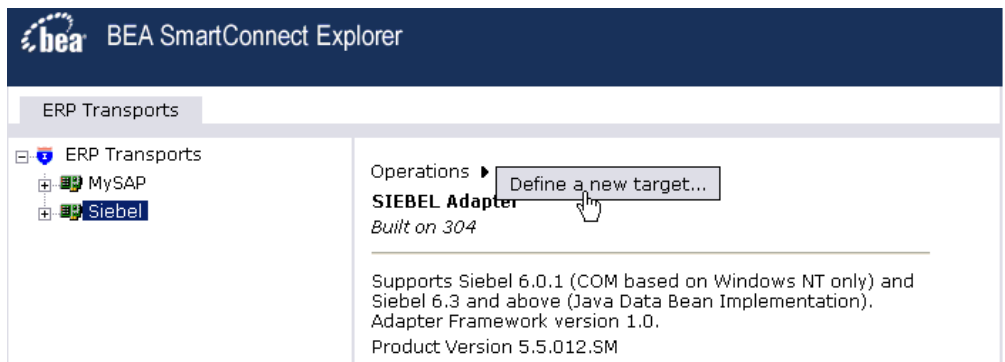 bea BEA SmartConnect Explorer
ERP Transports
ERP Transports
MySAP
Siebel
Operations
Define a new target...
SIEBEL Adapter
Built on 304
Supports Siebel 6.0.1 (COM based on Windows NT only) and
Siebel 6.3 and above (Java Data Bean Implementation).
Adapter Framework version 1.0.
Product Version 5.5.012.SM